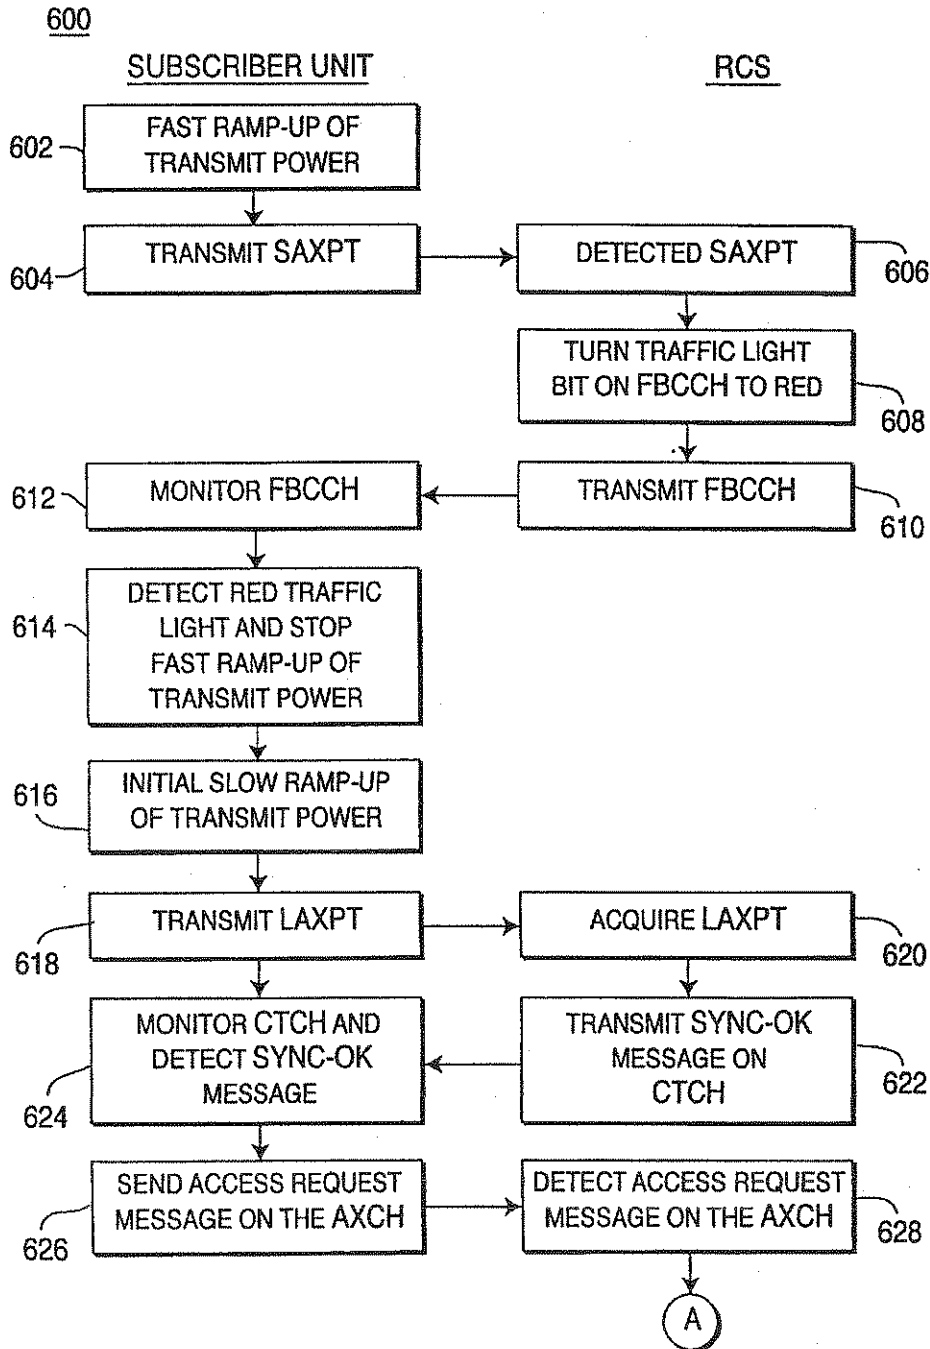 600
SUBSCRIBER UNIT
RCS
602
FAST RAMP-UP OF
TRANSMIT POWER
604
TRANSMIT SAXPT
DETECTED SAXPT
606
TURN TRAFFIC LIGHT
BIT ON FBCCH TO RED
608
612
MONITOR FBCCH
TRANSMIT FBCCH
610
614
DETECT RED TRAFFIC
LIGHT AND STOP
FAST RAMP-UP OF
TRANSMIT POWER
616
INITIAL SLOW RAMP-UP
OF TRANSMIT POWER
618
TRANSMIT LAXPT
ACQUIRE LAXPT
620
MONITOR CTCH AND
DETECT SYNC-OK
MESSAGE
624
TRANSMIT SYNC-OK
MESSAGE ON
CTCH
622
SEND ACCESS REQUEST
MESSAGE ON THE AXCH
626
DETECT ACCESS REQUEST
MESSAGE ON THE AXCH
628
A